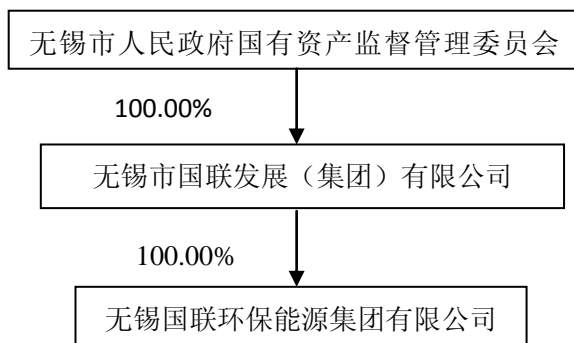 无锡市人民政府国有资产监督管理委员会
100.00%
无锡市国联发展（集团）有限公司
100.00%
无锡国联环保能源集团有限公司